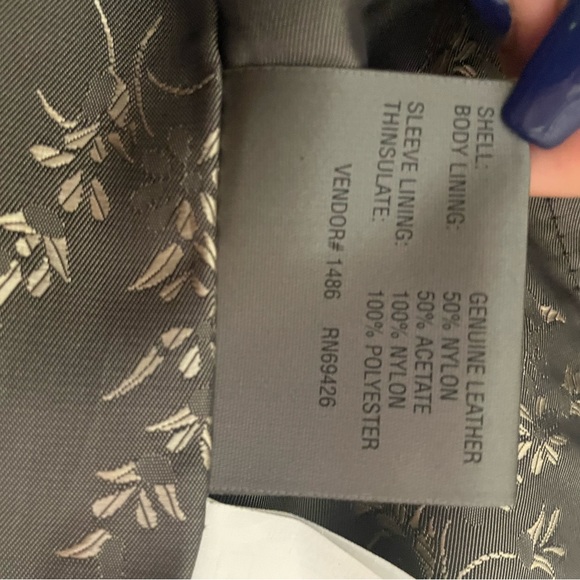 SHELL: GENUINE LEATHER
BODY LINING: 50% NYLON
50% ACETATE
SLEEVE LINING: 100% NYLON
THINSULATE: 100% POLYESTER
VENDOR# 1486 RN69426